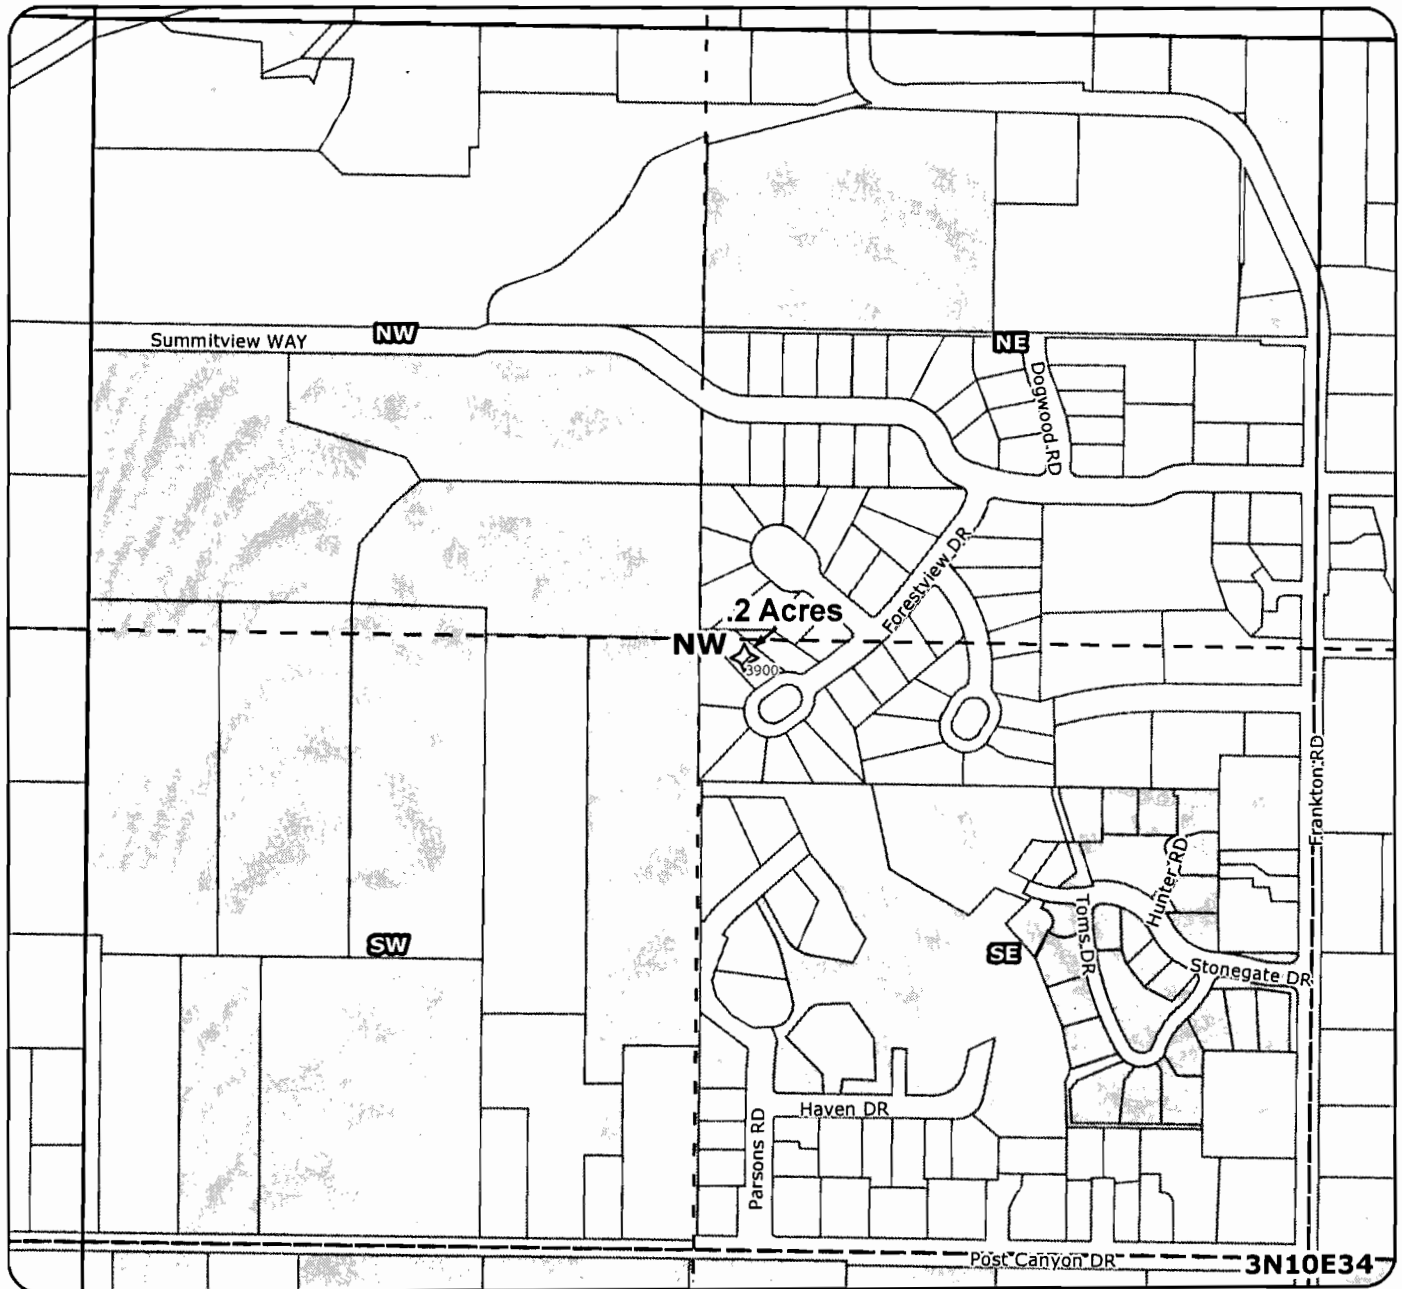 Summitview WAY
NW
NE
Dogwood RD
Forestview DR
.2 Acres
NW
3900
Frankton RD
Hunter RD
Toms DR
SW
SE
Stonegate DR
Haven DR
Parsons RD
Post Canyon DR
3N10E34